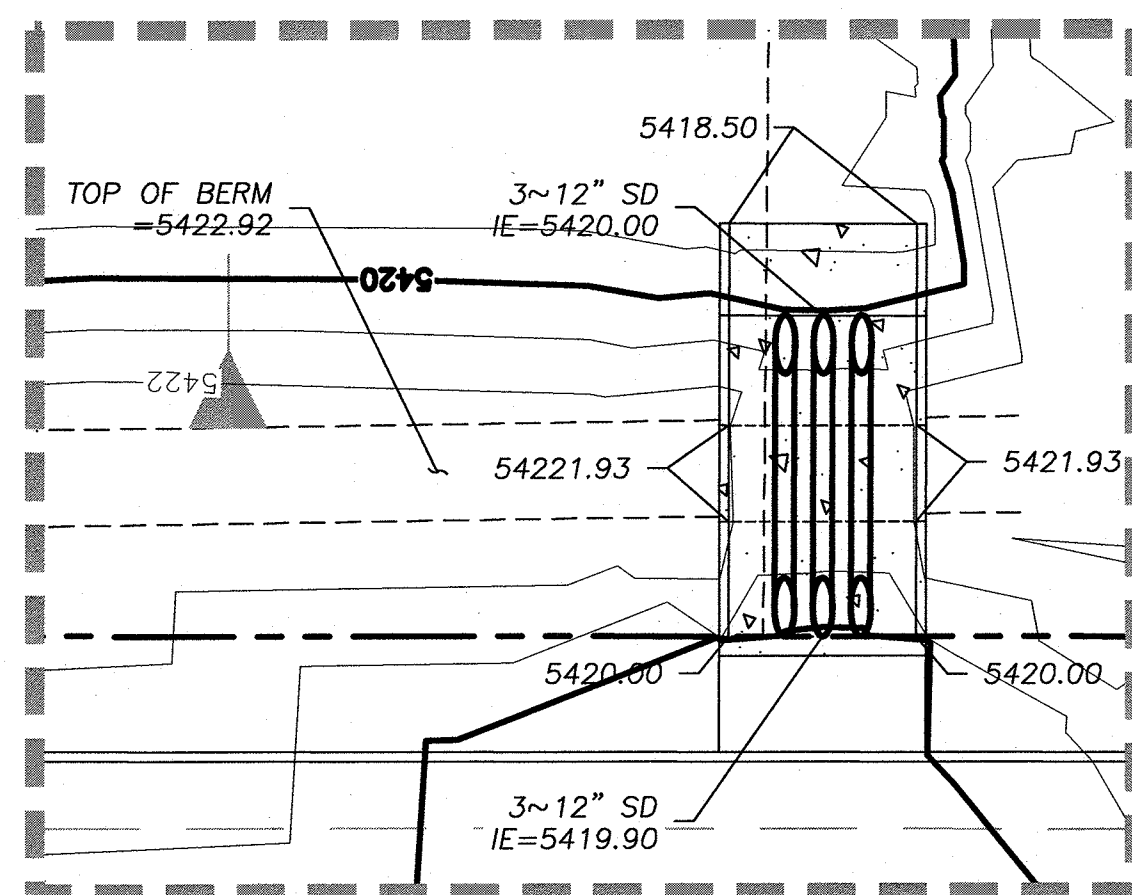 5418.50
TOP OF BERM
=5422.92
3~12" SD
IE=5420.00
5420
5422
54221.93
5421.93
5420.00
5420.00
3~12" SD
IE=5419.90